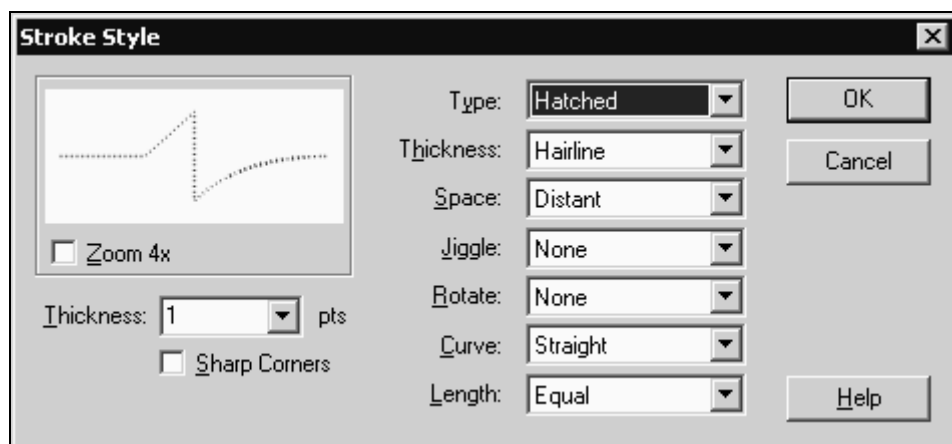 Stroke Style
Zoom 4x
Thickness: 1 pts
Sharp Corners
Type: Hatched
Thickness: Hairline
Space: Distant
Jiggle: None
Rotate: None
Curve: Straight
Length: Equal
OK
Cancel
Help